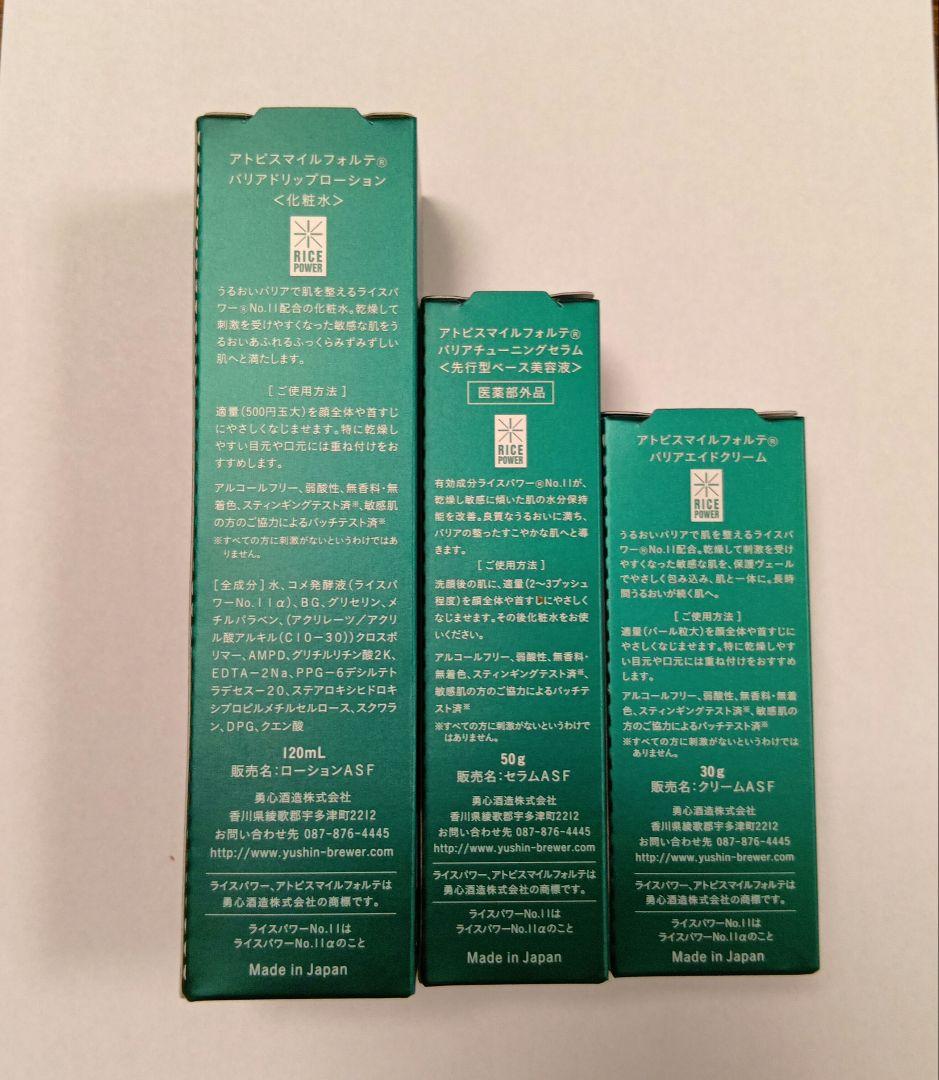 アトピスマイルフォルテ®
バリアドリップローション
<化粧水>
RICE
POWER
うるおいバリアで肌を整えるライスパ
ワー®No.11配合の化粧水。乾燥して
刺激を受けやすくなった敏感な肌をう
るおいあふれるふっくらみずみずしい
肌へと満たします。
[ご使用方法]
適量(500円玉大)を顔全体や首すじ
にやさしくなじませます。特に乾燥し
やすい目元や口元には重ね付けをお
すすめします。
アルコールフリー、弱酸性、無香料・無
着色、スティンギングテスト済※、敏感肌
の方のご協力によるパッチテスト済※
※すべての方に刺激がないというわけではあ
りません。
[全成分]水、コメ発酵液(ライスパ
ワーNo.11α)、BG、グリセリン、メ
チルパラベン、(アクリレーツ/アクリ
ル酸アルキル(C10-30))クロスポ
リマー、AMPD、グリチルリチン酸2K、
EDTA-2Na、PPG-6デシルテト
ラデセス-20、ステアロキシヒドロキ
シプロピルメチルセルロース、スクワラ
ン、DPG、クエン酸
120mL
販売名:ローションASF
勇心酒造株式会社
香川県綾歌郡宇多津町2212
お問い合わせ先 087-876-4445
http://www.yushin-brewer.com
ライスパワー、アトピスマイルフォルテは
勇心酒造株式会社の商標です。
ライスパワーNo.11は
ライスパワーNo.11αのこと
Made in Japan
アトピスマイルフォルテ®
バリアチューニングセラム
<先行型ベース美容液>
医薬部外品
RICE
POWER
有効成分ライスパワー®No.11が、
乾燥し敏感に傾いた肌の水分保持
能を改善。良質なうるおいに満ち、
バリアの整ったすこやかな肌へと導
きます。
[ご使用方法]
洗顔後の肌に、適量(2〜3プッシュ
程度)を顔全体や首すじにやさしく
なじませます。その後化粧水をお使
いください。
アルコールフリー、弱酸性、無香料・
無着色、スティンギングテスト済※、
敏感肌の方のご協力によるパッチテ
スト済※
※すべての方に刺激がないというわけで
はありません。
50g
販売名:セラムASF
勇心酒造株式会社
香川県綾歌郡宇多津町2212
お問い合わせ先 087-876-4445
http://www.yushin-brewer.com
ライスパワー、アトピスマイルフォルテは
勇心酒造株式会社の商標です。
ライスパワーNo.11は
ライスパワーNo.11αのこと
Made in Japan
アトピスマイルフォルテ®
バリアエイドクリーム
RICE
POWER
うるおいバリアで肌を整えるライスパ
ワー®No.11配合。乾燥して刺激を受け
やすくなった敏感な肌を、保護ヴェール
でやさしく包み込み、肌と一体に。長時
間うるおいが続く肌へ。
[ご使用方法]
適量(パール粒大)を顔全体や首すじに
やさしくなじませます。特に乾燥しやす
い目元や口元には重ね付けをおすすめ
します。
アルコールフリー、弱酸性、無香料・無着
色、スティンギングテスト済※、敏感肌の
方のご協力によるパッチテスト済※
※すべての方に刺激がないというわけでは
ありません。
30g
販売名:クリームASF
勇心酒造株式会社
香川県綾歌郡宇多津町2212
お問い合わせ先 087-876-4445
http://www.yushin-brewer.com
ライスパワー、アトピスマイルフォルテは
勇心酒造株式会社の商標です。
ライスパワーNo.11は
ライスパワーNo.11αのこと
Made in Japan